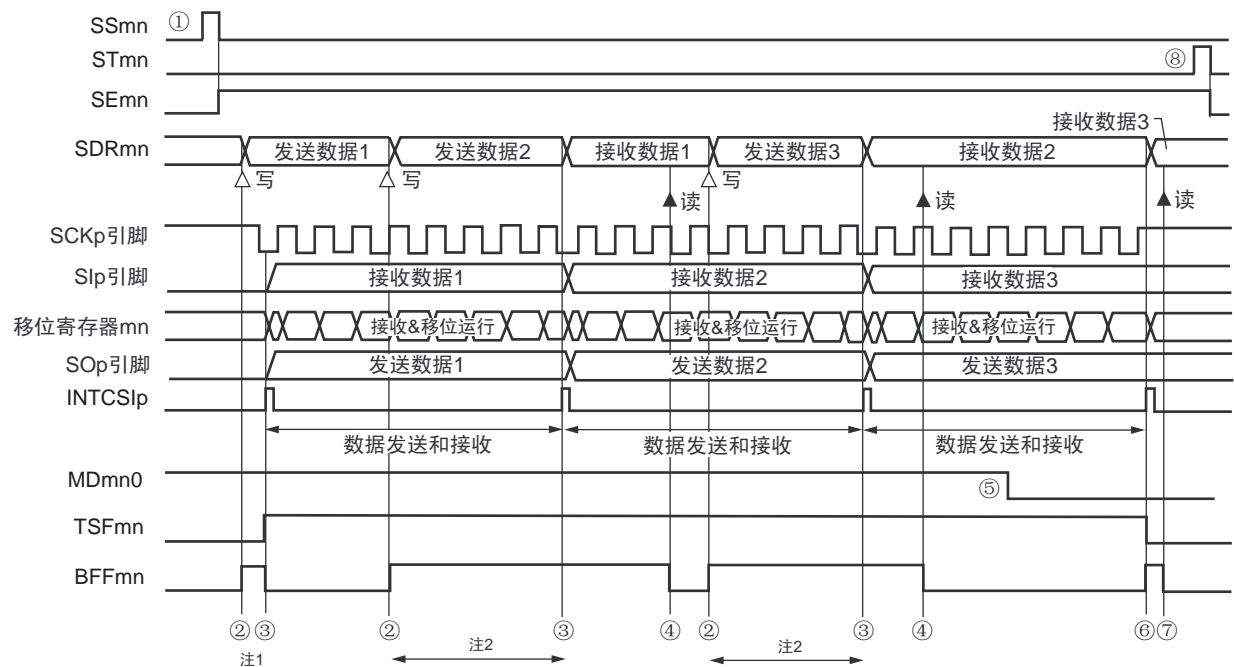 SSmn ①
STmn ⑧
SEmn
接收数据3
SDRmn 发送数据1 发送数据2 接收数据1 发送数据3 接收数据2
写 写 读 写 读 读
SCKp引脚
SIp引脚 接收数据1 接收数据2 接收数据3
移位寄存器mn 接收&移位运行 接收&移位运行 接收&移位运行
SOp引脚 发送数据1 发送数据2 发送数据3
INTCSIp
数据发送和接收 数据发送和接收 数据发送和接收
MDmn0 ⑤
TSFmn
BFFmn
② ③ ② ③ ④ ② ③ ④ ⑥ ⑦
注1 注2 注2